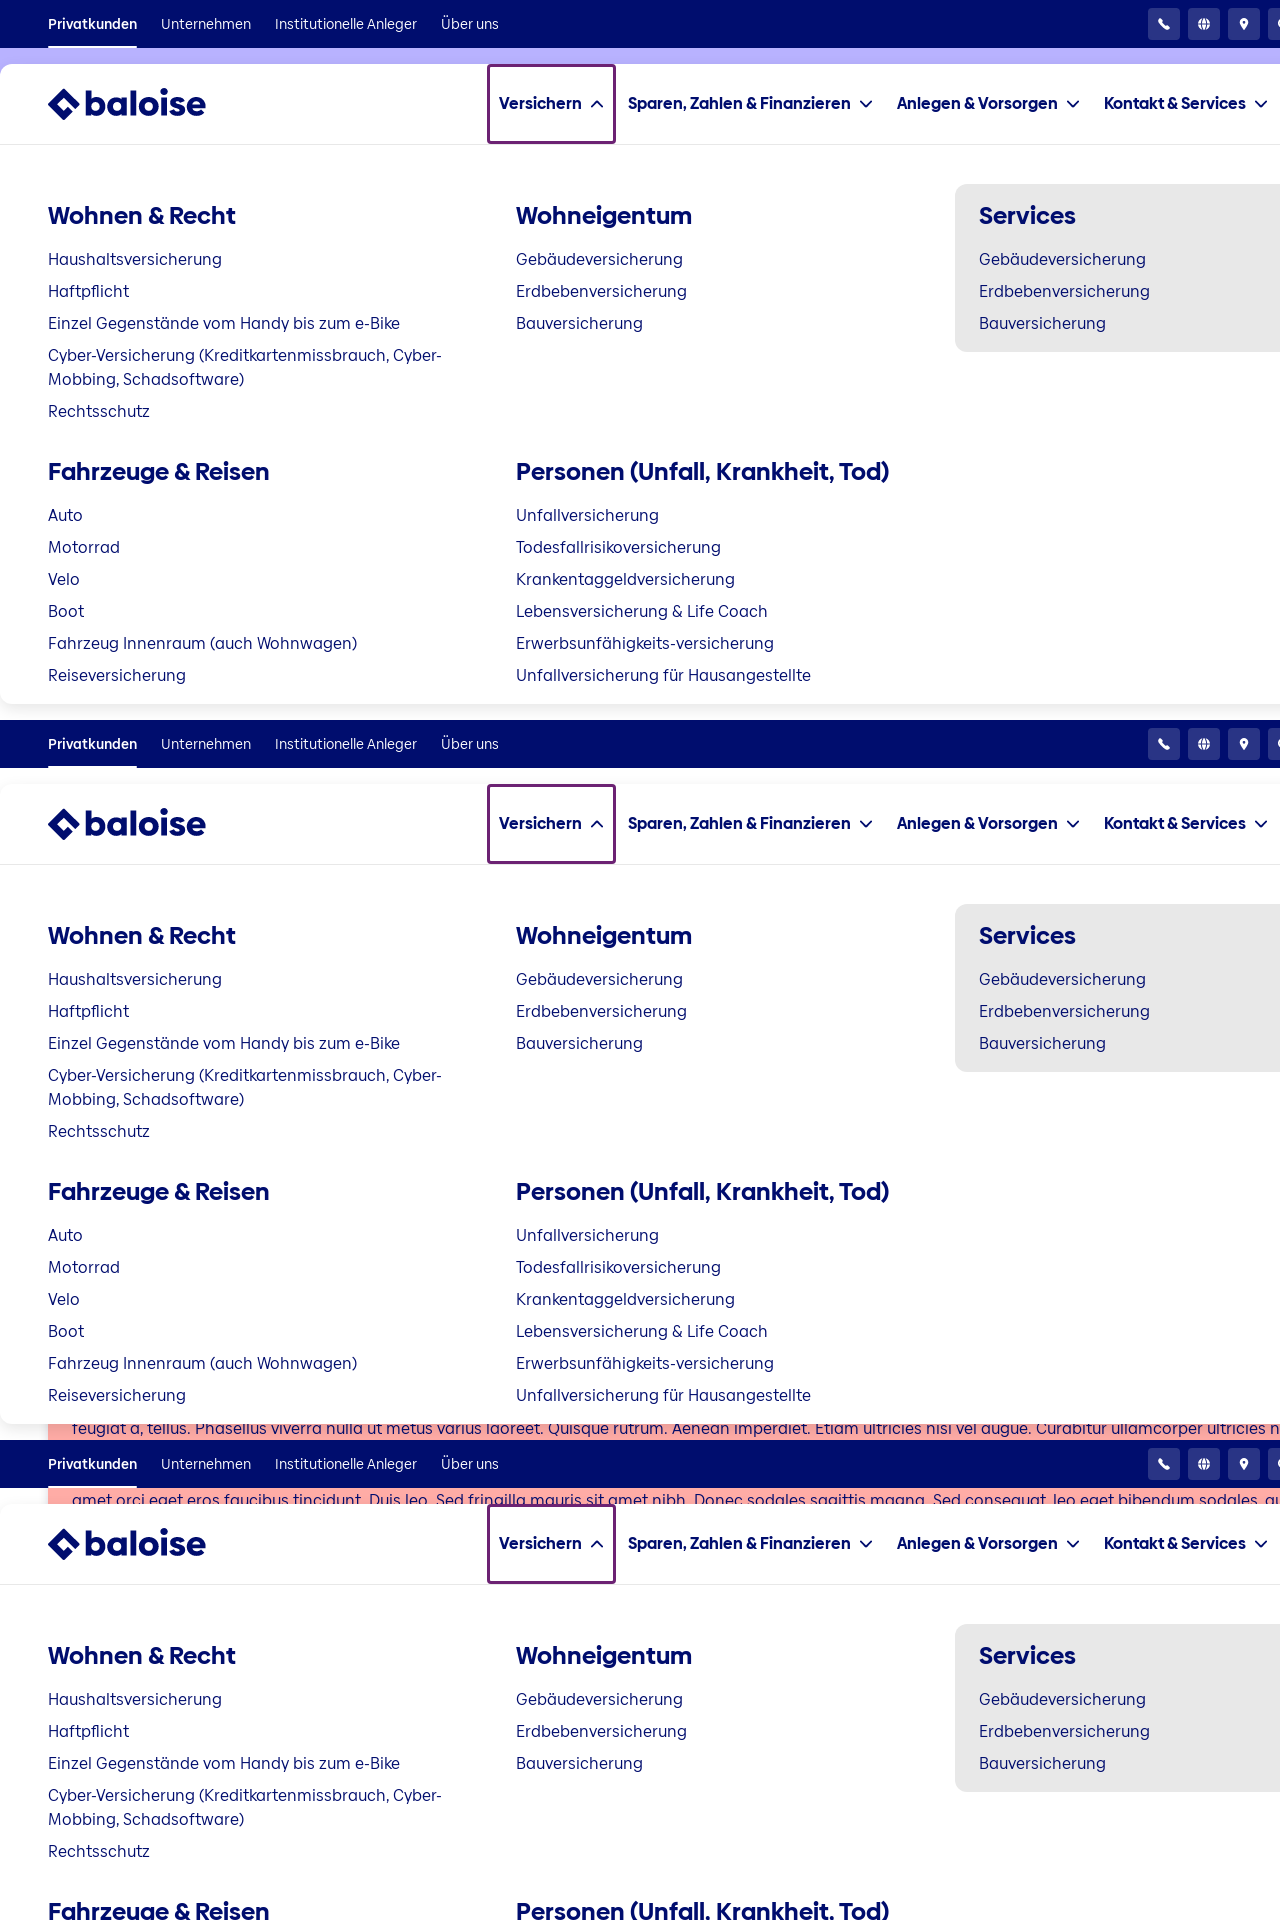 Privatkunden Unternehmen Institutionelle Anleger Über uns
baloise Versichern Sparen, Zahlen & Finanzieren Anlegen & Vorsorgen Kontakt & Services
Wohnen & Recht
Haushaltsversicherung
Haftpflicht
Einzel Gegenstände vom Handy bis zum e-Bike
Cyber-Versicherung (Kreditkartenmissbrauch, Cyber-
Mobbing, Schadsoftware)
Rechtsschutz
Wohneigentum
Gebäudeversicherung
Erdbebenversicherung
Bauversicherung
Services
Gebäudeversicherung
Erdbebenversicherung
Bauversicherung
Fahrzeuge & Reisen
Auto
Motorrad
Velo
Boot
Fahrzeug Innenraum (auch Wohnwagen)
Reiseversicherung
Personen (Unfall, Krankheit, Tod)
Unfallversicherung
Todesfallrisikoversicherung
Krankentaggeldversicherung
Lebensversicherung & Life Coach
Erwerbsunfähigkeits-versicherung
Unfallversicherung für Hausangestellte
Privatkunden Unternehmen Institutionelle Anleger Über uns
baloise Versichern Sparen, Zahlen & Finanzieren Anlegen & Vorsorgen Kontakt & Services
Wohnen & Recht
Haushaltsversicherung
Haftpflicht
Einzel Gegenstände vom Handy bis zum e-Bike
Cyber-Versicherung (Kreditkartenmissbrauch, Cyber-
Mobbing, Schadsoftware)
Rechtsschutz
Wohneigentum
Gebäudeversicherung
Erdbebenversicherung
Bauversicherung
Services
Gebäudeversicherung
Erdbebenversicherung
Bauversicherung
Fahrzeuge & Reisen
Auto
Motorrad
Velo
Boot
Fahrzeug Innenraum (auch Wohnwagen)
Reiseversicherung
Personen (Unfall, Krankheit, Tod)
Unfallversicherung
Todesfallrisikoversicherung
Krankentaggeldversicherung
Lebensversicherung & Life Coach
Erwerbsunfähigkeits-versicherung
Unfallversicherung für Hausangestellte
feugiat a, tellus. Phasellus viverra nulla ut metus varius laoreet. Quisque rutrum. Aenean imperdiet. Etiam ultricies nisi vel augue. Curabitur ullamcorper ultricies
Privatkunden Unternehmen Institutionelle Anleger Über uns
amet orci eget eros faucibus tincidunt. Duis leo. Sed fringilla mauris sit amet nibh. Donec sodales sagittis magna. Sed consequat, leo eget bibendum sodales,
baloise Versichern Sparen, Zahlen & Finanzieren Anlegen & Vorsorgen Kontakt & Services
Wohnen & Recht
Haushaltsversicherung
Haftpflicht
Einzel Gegenstände vom Handy bis zum e-Bike
Cyber-Versicherung (Kreditkartenmissbrauch, Cyber-
Mobbing, Schadsoftware)
Rechtsschutz
Wohneigentum
Gebäudeversicherung
Erdbebenversicherung
Bauversicherung
Services
Gebäudeversicherung
Erdbebenversicherung
Bauversicherung
Fahrzeuge & Reisen
Personen (Unfall, Krankheit, Tod)